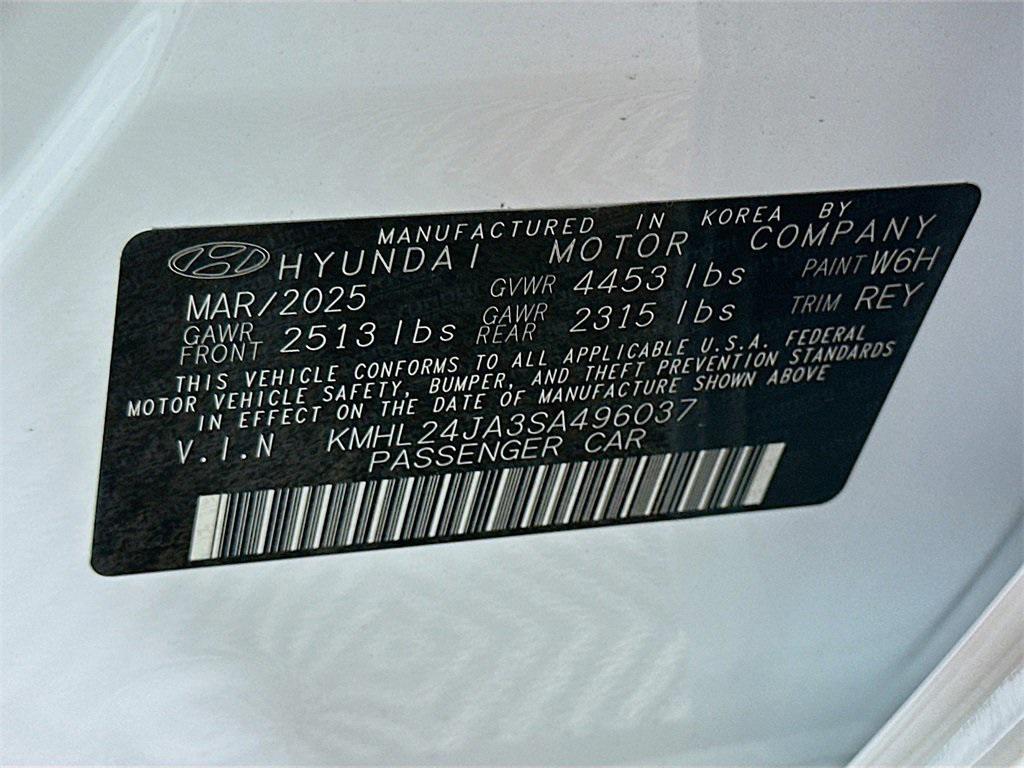 MANUFACTURED IN KOREA BY
HYUNDAI MOTOR COMPANY
MAR/2025 GVWR 4453 lbs PAINT W6H
GAWR FRONT 2513 lbs GAWR REAR 2315 lbs TRIM REY
THIS VEHICLE CONFORMS TO ALL APPLICABLE U.S.A. FEDERAL
MOTOR VEHICLE SAFETY, BUMPER, AND THEFT PREVENTION STANDARDS
IN EFFECT ON THE DATE OF MANUFACTURE SHOWN ABOVE
V.I.N KMHL24JA3SA496037
PASSENGER CAR